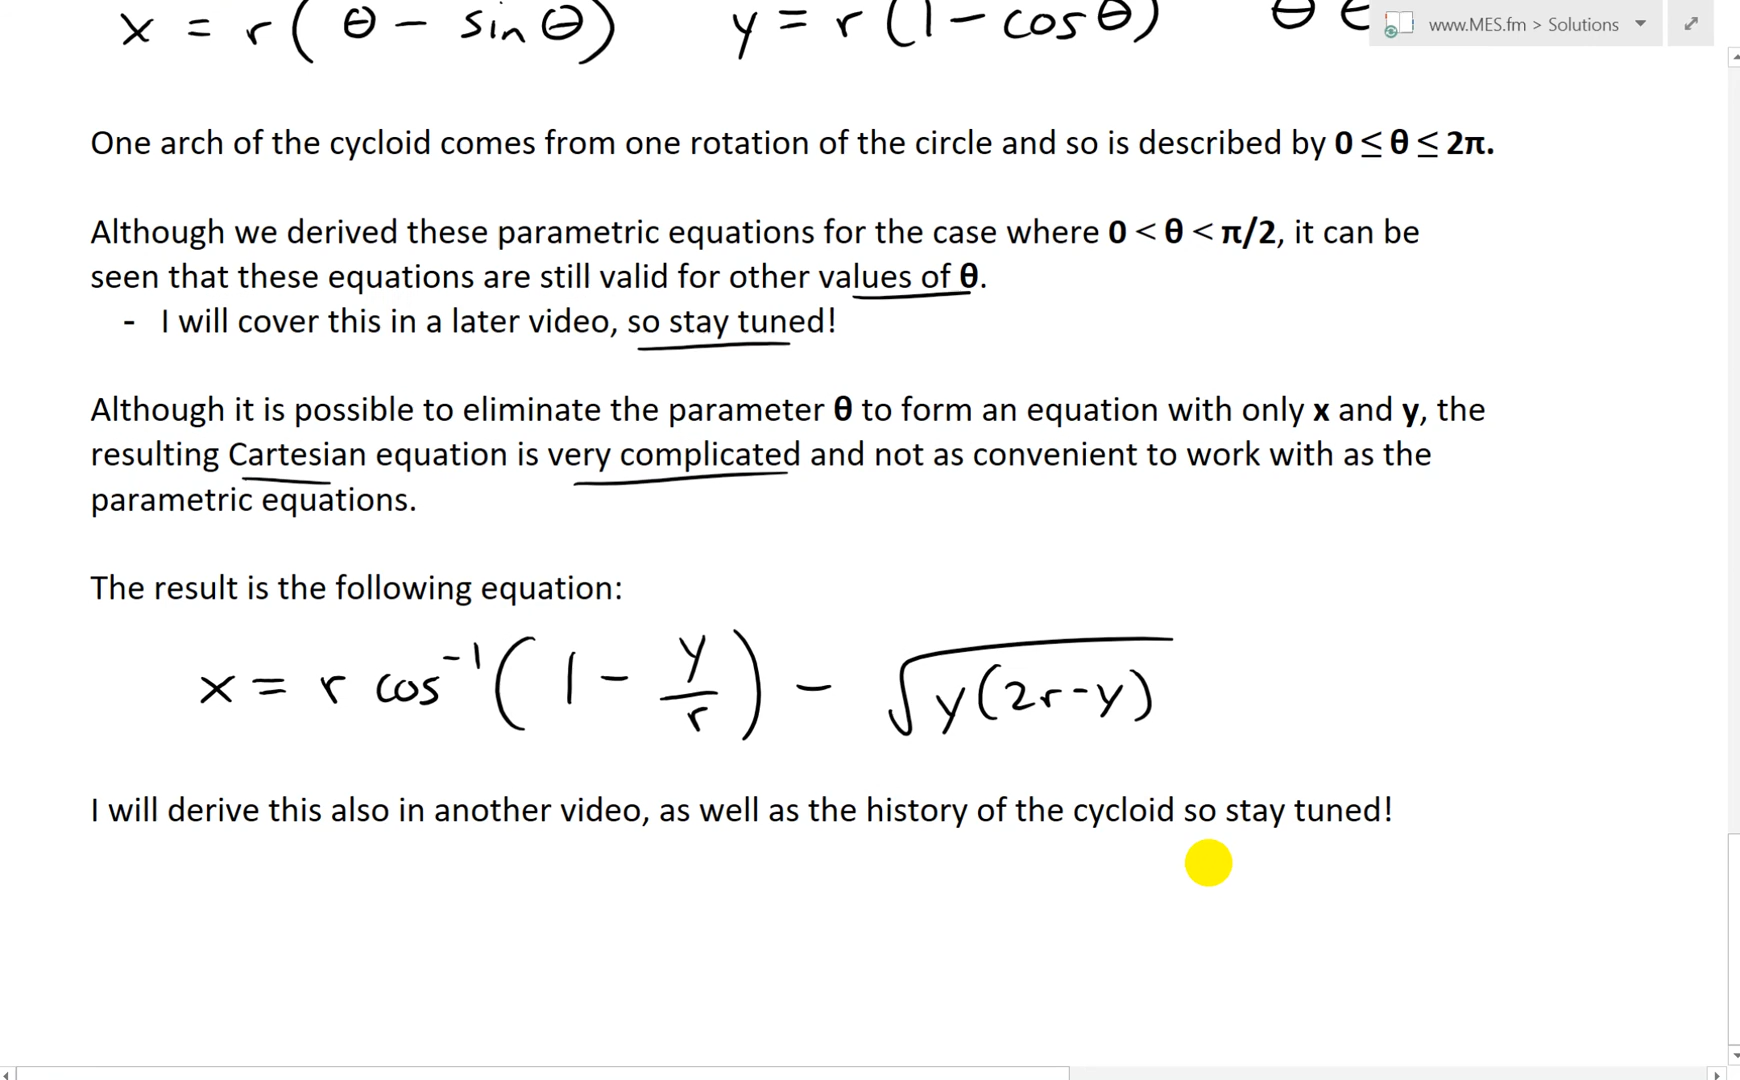 x = r(θ − sinθ)   y = r(1 − cosθ)   θ ∈
www.MES.fm > Solutions
One arch of the cycloid comes from one rotation of the circle and so is described by 0 ≤ θ ≤ 2π.
Although we derived these parametric equations for the case where 0 < θ < π/2, it can be
seen that these equations are still valid for other values of θ.
- I will cover this in a later video, so stay tuned!
Although it is possible to eliminate the parameter θ to form an equation with only x and y, the
resulting Cartesian equation is very complicated and not as convenient to work with as the
parametric equations.
The result is the following equation:
x = r cos⁻¹(1 − y/r) − √(y(2r−y))
I will derive this also in another video, as well as the history of the cycloid so stay tuned!